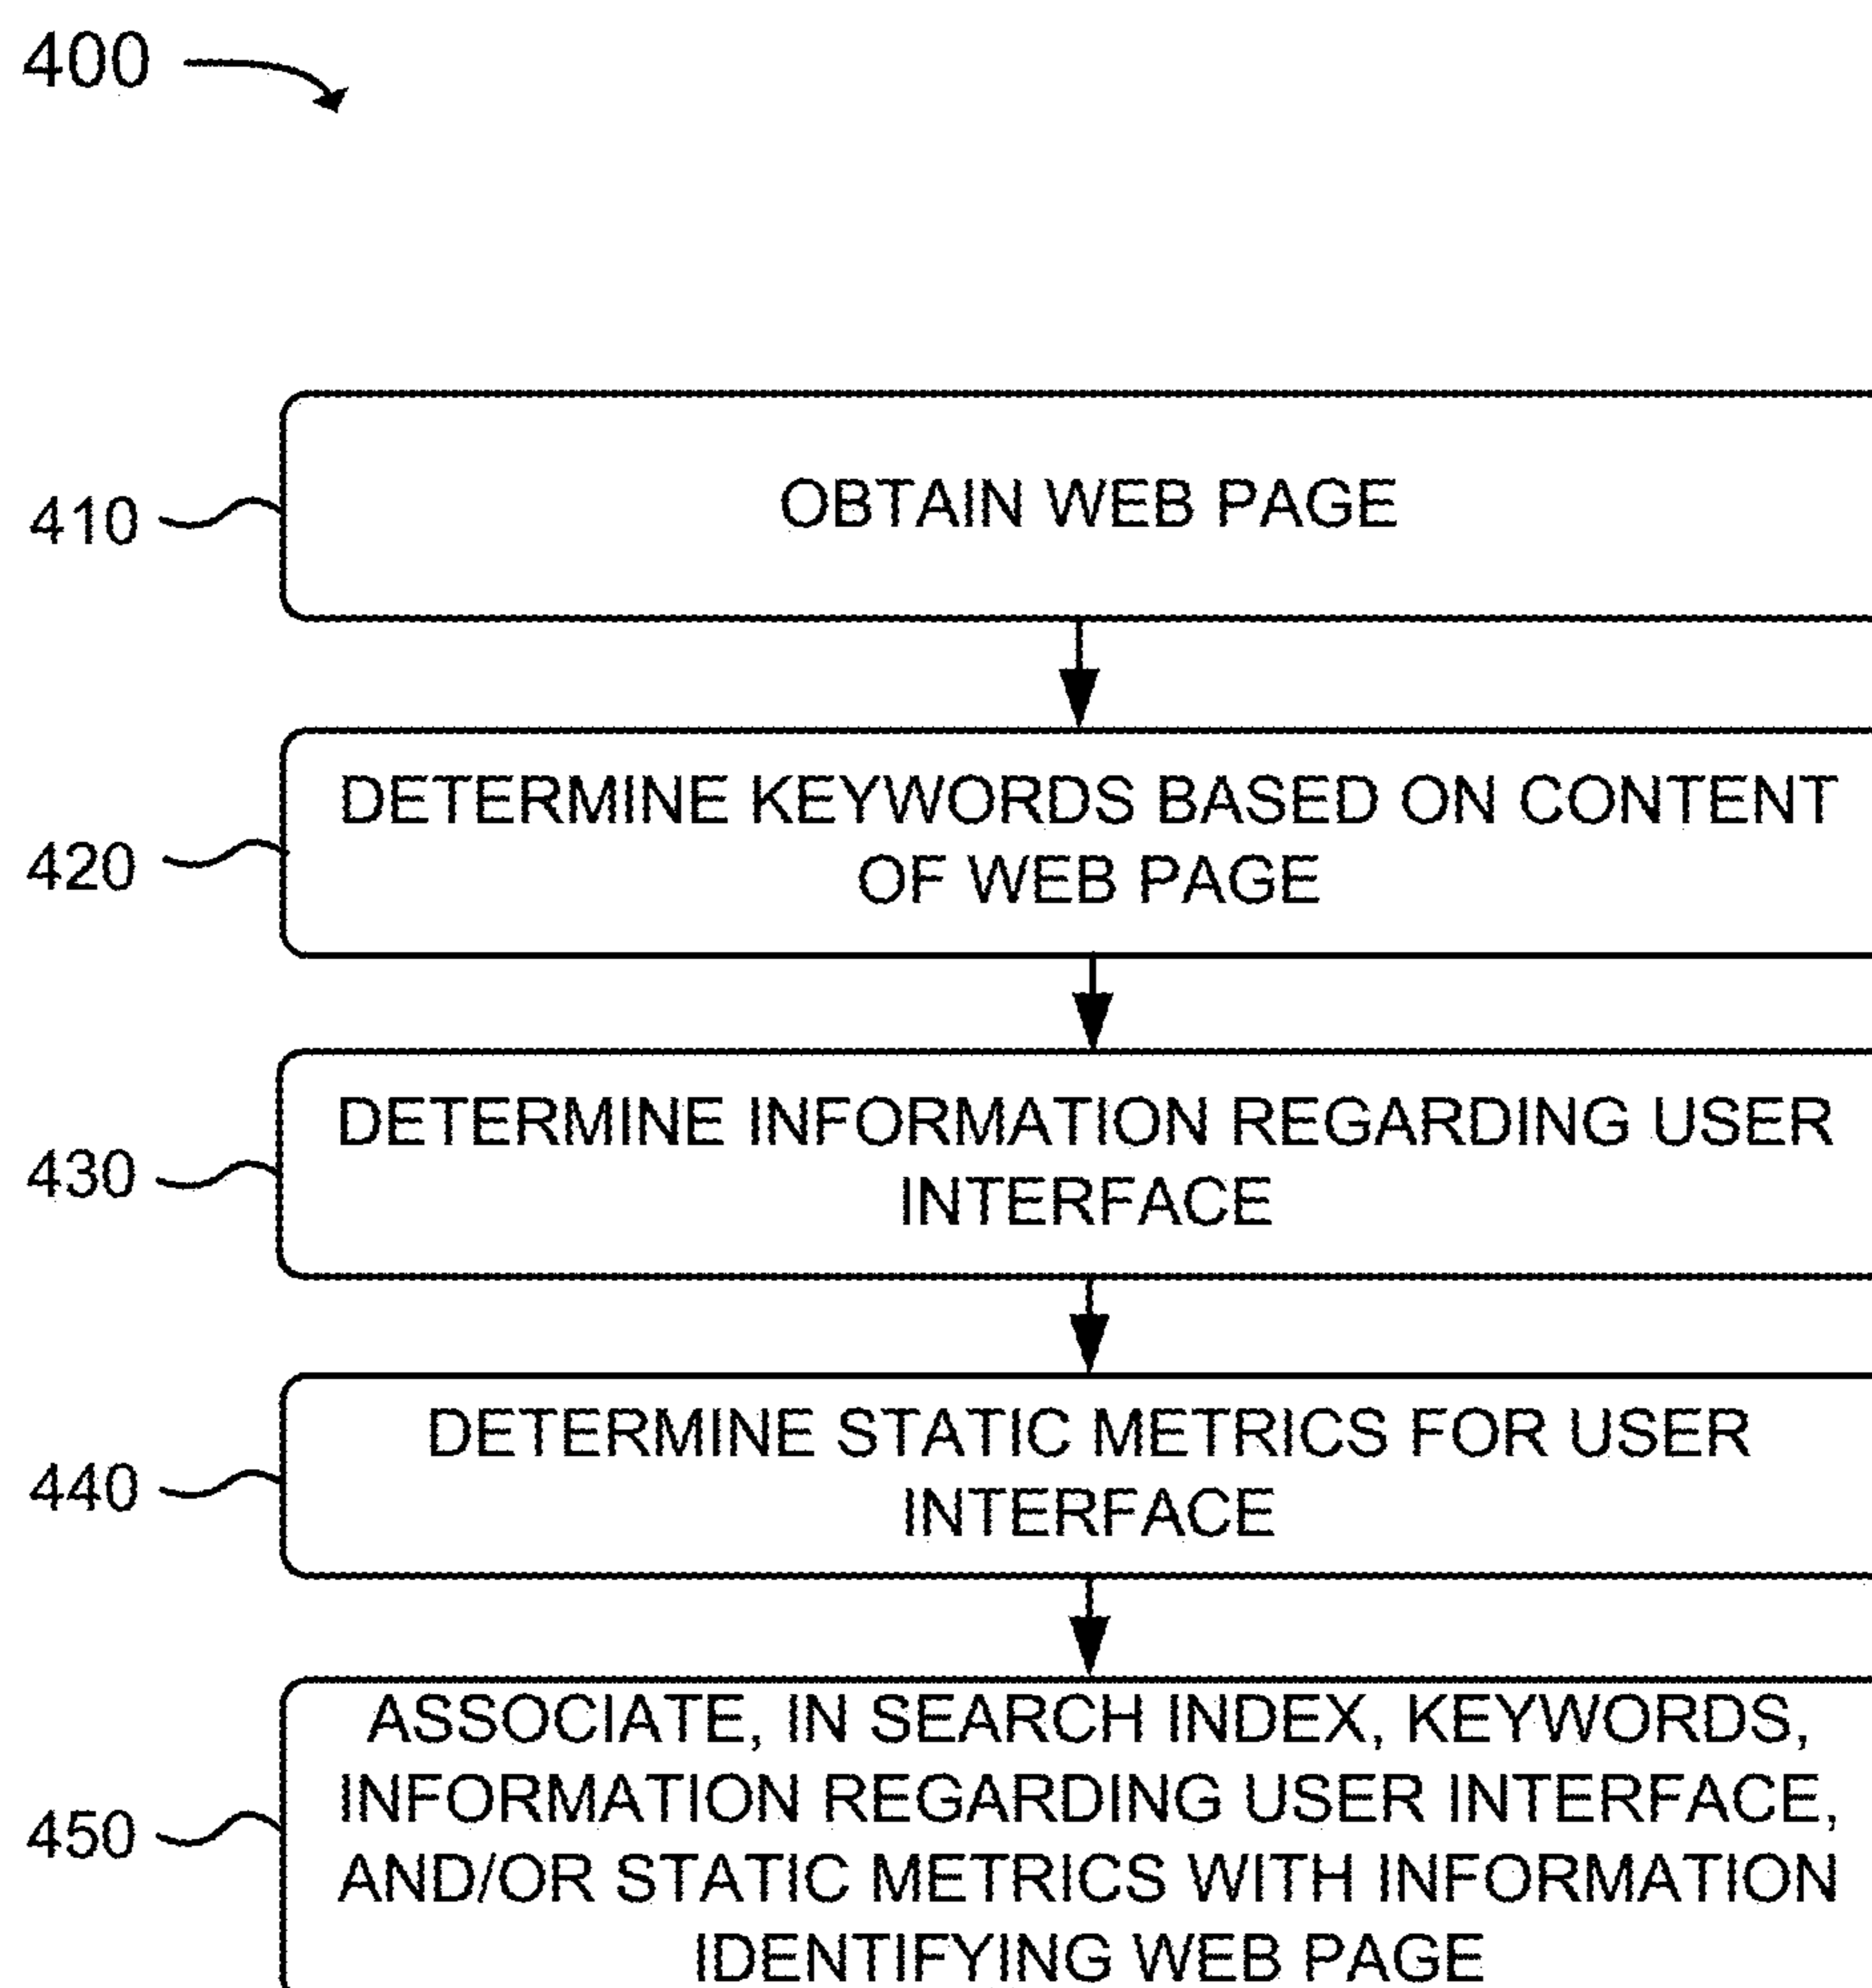 400
410
OBTAIN WEB PAGE
420
DETERMINE KEYWORDS BASED ON CONTENT
OF WEB PAGE
430
DETERMINE INFORMATION REGARDING USER
INTERFACE
440
DETERMINE STATIC METRICS FOR USER
INTERFACE
450
ASSOCIATE, IN SEARCH INDEX, KEYWORDS,
INFORMATION REGARDING USER INTERFACE,
AND/OR STATIC METRICS WITH INFORMATION
IDENTIFYING WEB PAGE